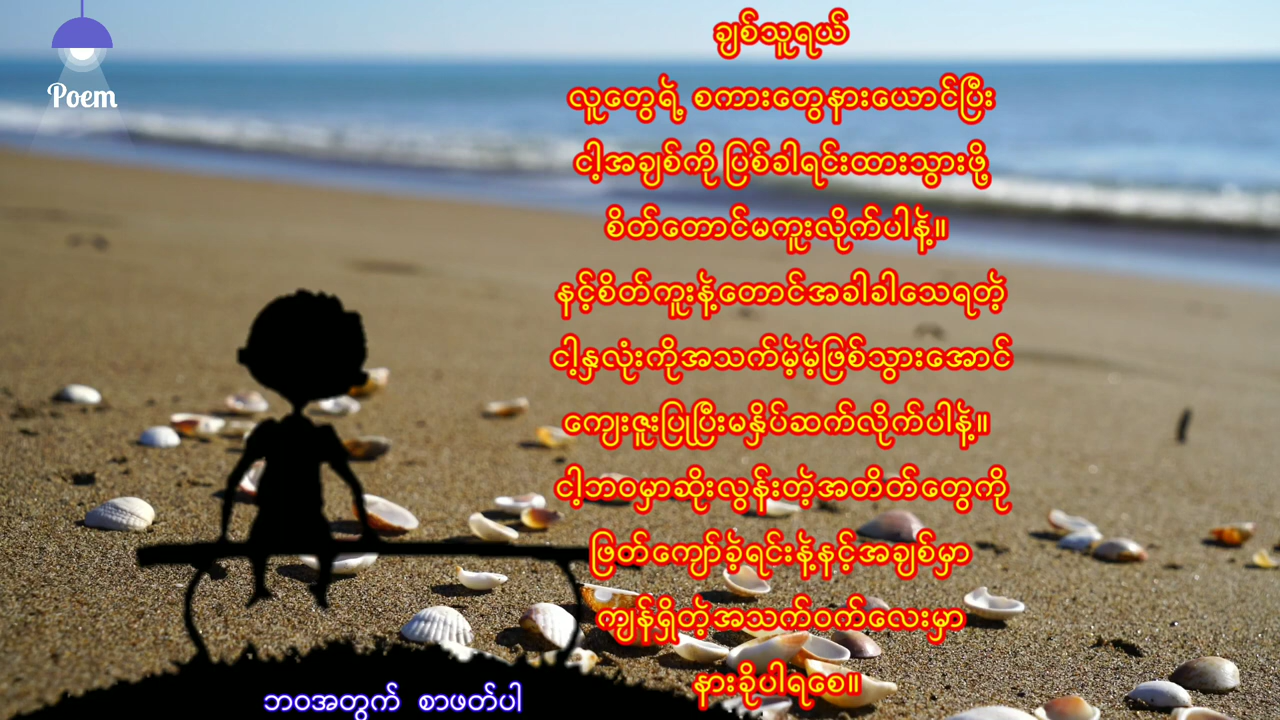 Poem
ချစ်သူရယ်
လူတွေရဲ့ စကားတွေနားယောင်ပြီး
ငါ့အချစ်ကို ပြစ်ခါရင်းထားသွားဖို့
စိတ်တောင်မကူးလိုက်ပါနဲ့။
နင့်စိတ်ကူးနဲ့တောင်အခါခါသေရတဲ့
ငါ့နှလုံးကိုအသက်မဲ့မဲ့ဖြစ်သွားအောင်
ကျေးဇူးပြုပြီးမနှိပ်ဆက်လိုက်ပါနဲ့။
ငါ့ဘဝမှာဆိုးလွန်းတဲ့အတိတ်တွေကို
ဖြတ်ကျော်ခဲ့ရင်းနဲ့နင့်အချစ်မှာ
ကျန်ရှိတဲ့အသက်ဝက်လေးမှာ
နားခိုပါရစေ။
ဘဝအတွက် စာဖတ်ပါ